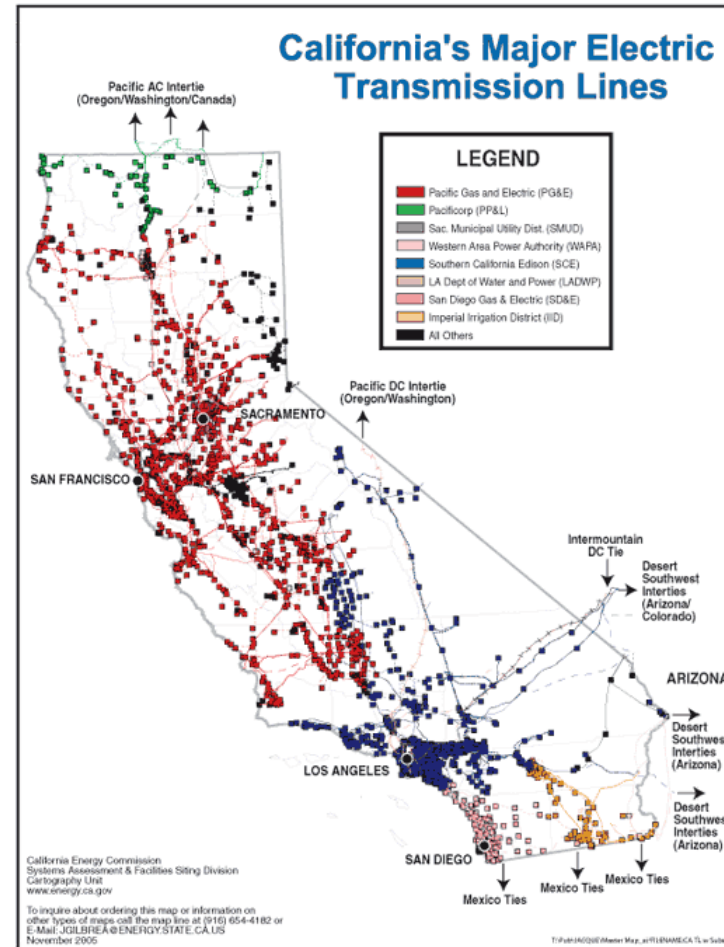 California's Major Electric
Transmission Lines
Pacific AC Intertie
(Oregon/Washington/Canada)
LEGEND
Pacific Gas and Electric (PG&E)
Pacificorp (PP&L)
Sac. Municipal Utility Dist. (SMUD)
Western Area Power Authority (WAPA)
Southern California Edison (SCE)
LA Dept of Water and Power (LADWP)
San Diego Gas & Electric (SD&E)
Imperial Irrigation District (IID)
All Others
Pacific DC Intertie
(Oregon/Washington)
SACRAMENTO
SAN FRANCISCO
Intermountain
DC Tie
Desert
Southwest
Interties
(Arizona/
Colorado)
ARIZONA
Desert
Southwest
Interties
(Arizona)
LOS ANGELES
Desert
Southwest
Interties
(Arizona)
SAN DIEGO
Mexico Ties
Mexico Ties
Mexico Ties
California Energy Commission
Systems Assessment & Facilities Siting Division
Cartography Unit
www.energy.ca.gov
To inquire about ordering this map or information on
other types of maps call the map line at (916) 654-4182 or
E-Mail: JGILBREA@ENERGY.STATE.CA.US
November 2005